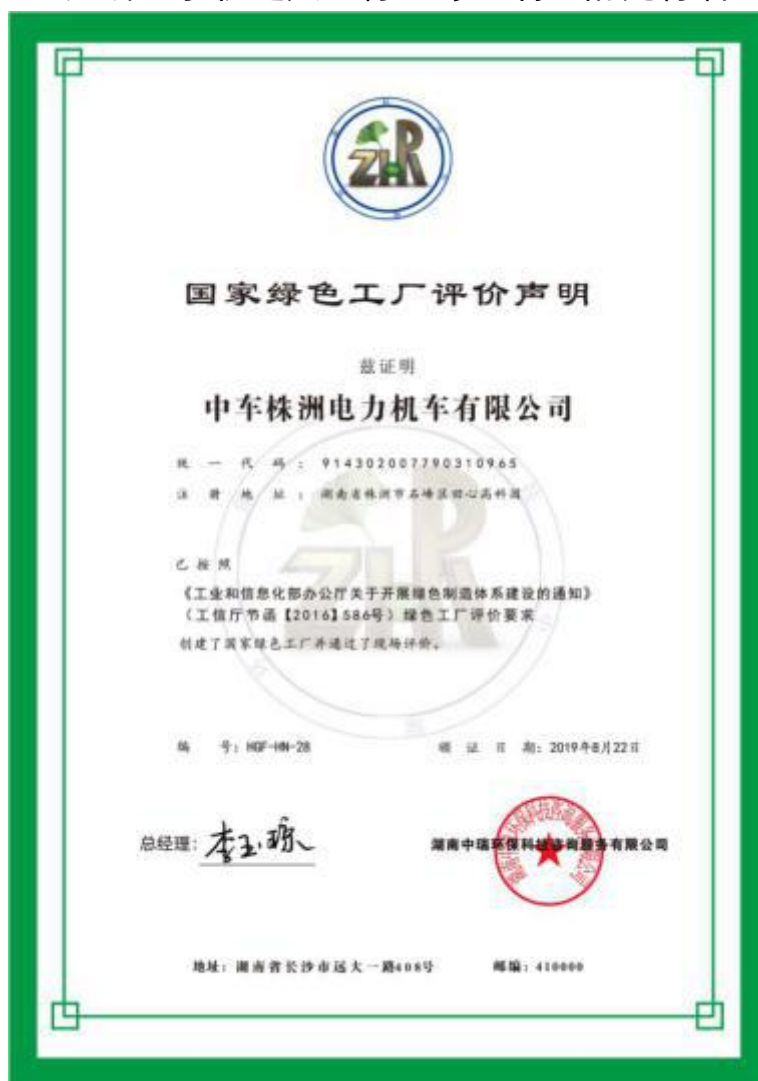 ZHR
国家绿色工厂评价声明
兹证明
中车株洲电力机车有限公司
统一代码：914302007790310965
注册地址：湖南省株洲市石峰区田心高科园
已按照
《工业和信息化部办公厅关于开展绿色制造体系建设的通知》
（工信厅节函【2016】586号）绿色工厂评价要求
创建了国家绿色工厂并通过了现场评价。
编 号：HGF-HN-28 颁证日期：2019年8月22日
总经理： 湖南中瑞环保科技咨询服务有限公司
地址：湖南省长沙市远大一路408号 邮编：410000